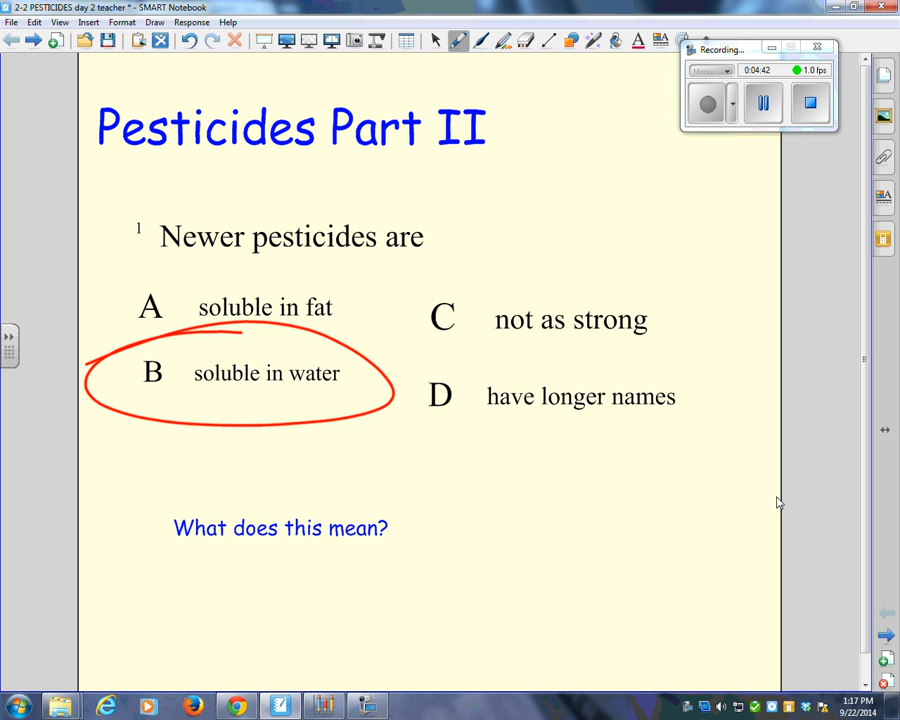 2-2 PESTICIDES day 2 teacher * - SMART Notebook
File Edit View Insert Format Draw Response Help
Recording...
Menu 0:04:42 1.0 fps
Pesticides Part II
1 Newer pesticides are
A soluble in fat
C not as strong
B soluble in water
D have longer names
What does this mean?
1:17 PM
9/22/2014